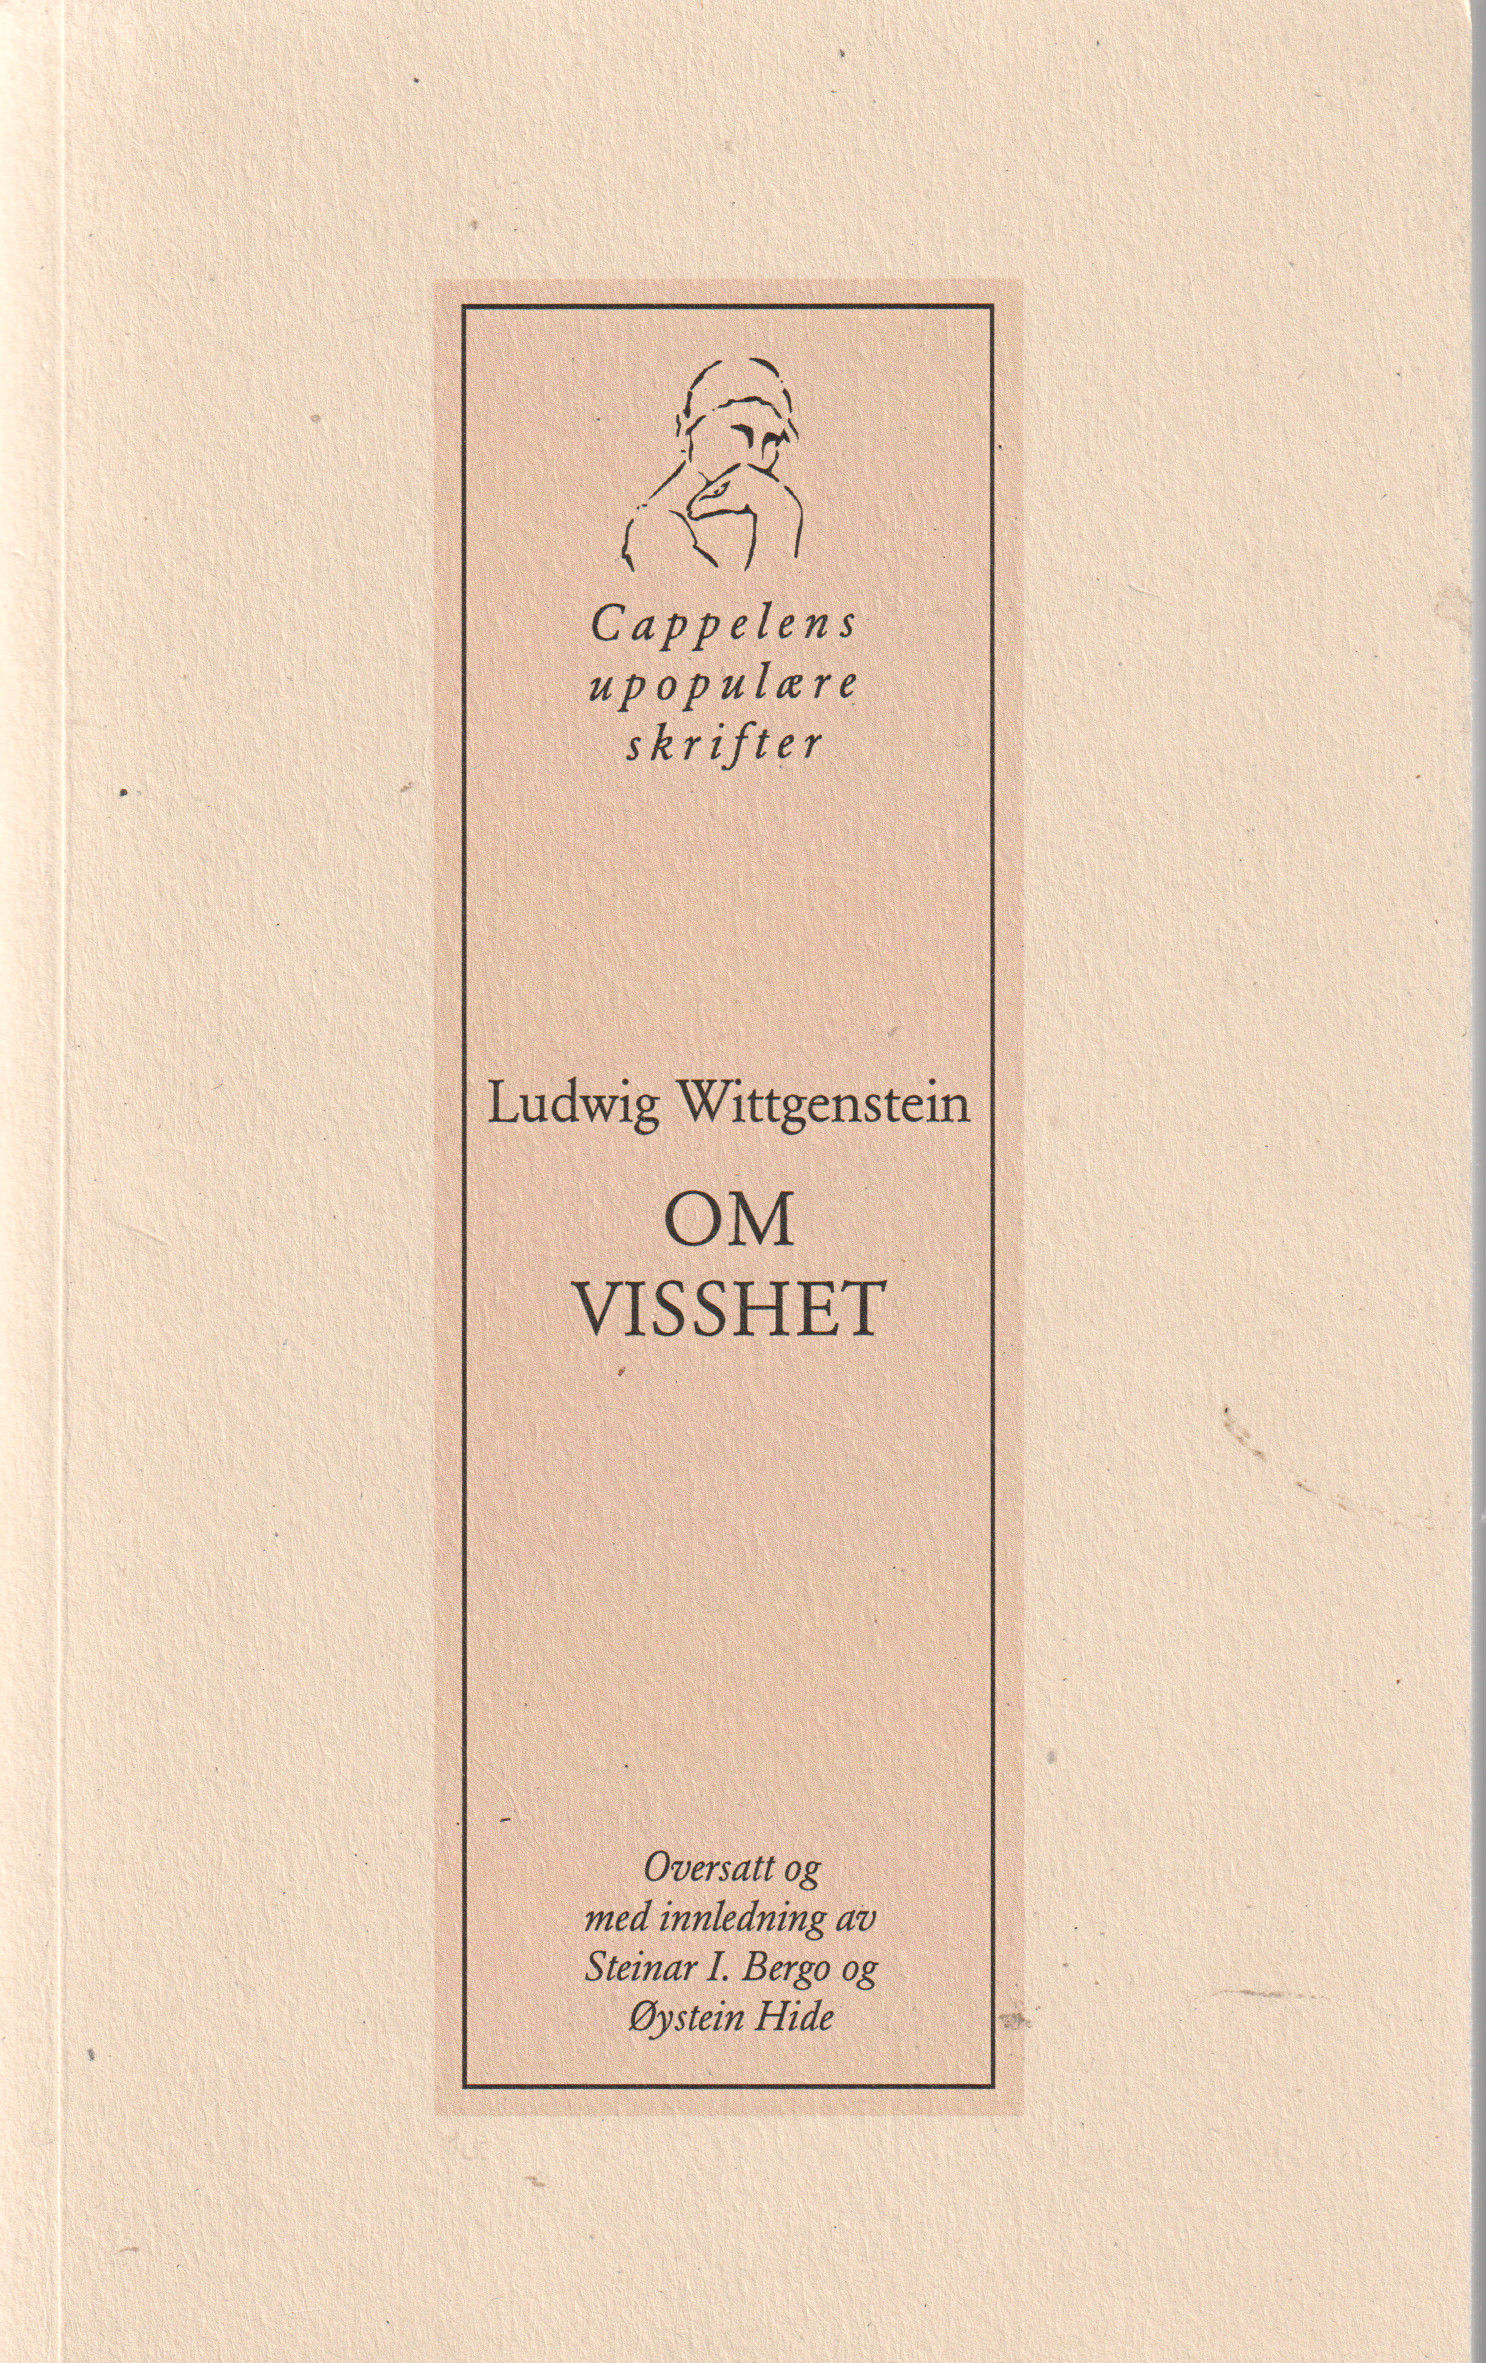 Cappelens
upopulære
skrifter
Ludwig Wittgenstein
OM
VISSHET
Oversatt og
med innledning av
Steinar I. Bergo og
Øystein Hide